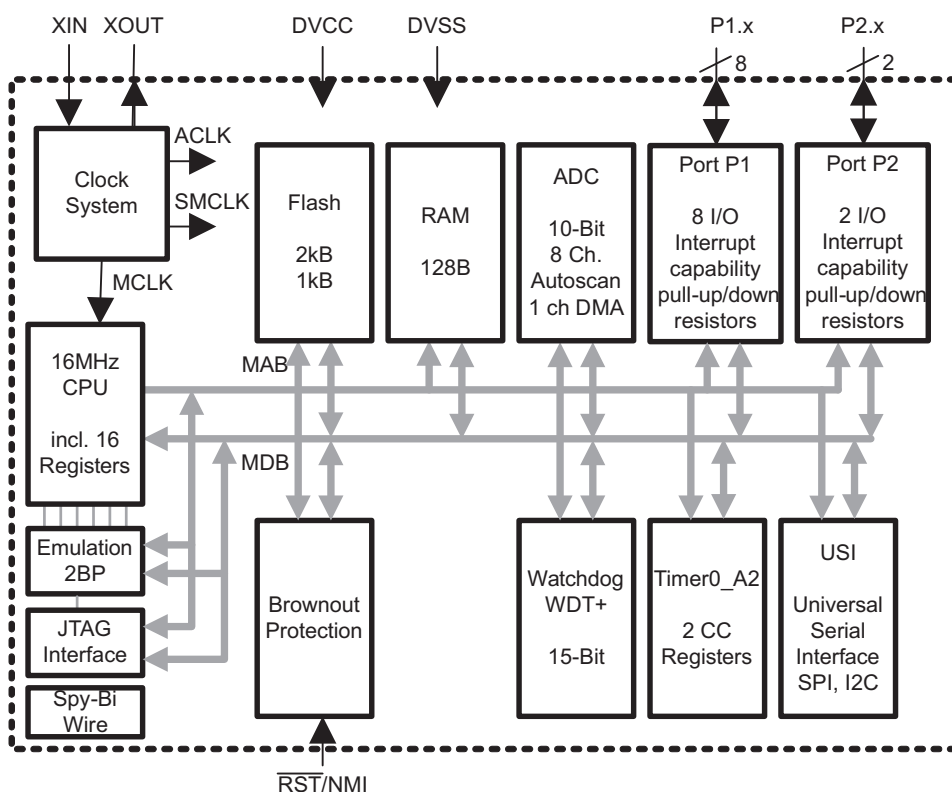 XIN
XOUT
DVCC
DVSS
P1.x
P2.x
8
2
Clock
System
ACLK
SMCLK
MCLK
Flash
2kB
1kB
RAM
128B
ADC
10-Bit
8 Ch.
Autoscan
1 ch DMA
Port P1
8 I/O
Interrupt
capability
pull-up/down
resistors
Port P2
2 I/O
Interrupt
capability
pull-up/down
resistors
16MHz
CPU
incl. 16
Registers
MAB
MDB
Emulation
2BP
JTAG
Interface
Spy-Bi
Wire
Brownout
Protection
Watchdog
WDT+
15-Bit
Timer0_A2
2 CC
Registers
USI
Universal
Serial
Interface
SPI, I2C
RST/NMI